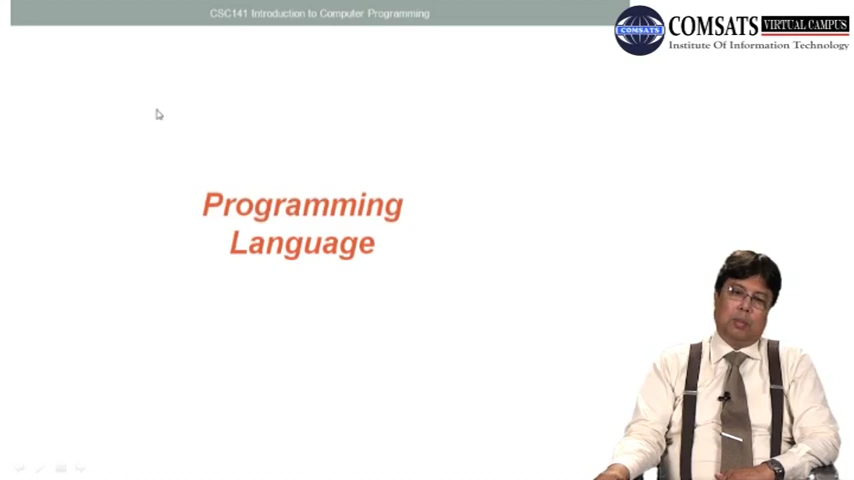 CSC141 Introduction to Computer Programming
COMSATS VIRTUAL CAMPUS
Institute Of Information Technology
COMSATS
Programming
Language